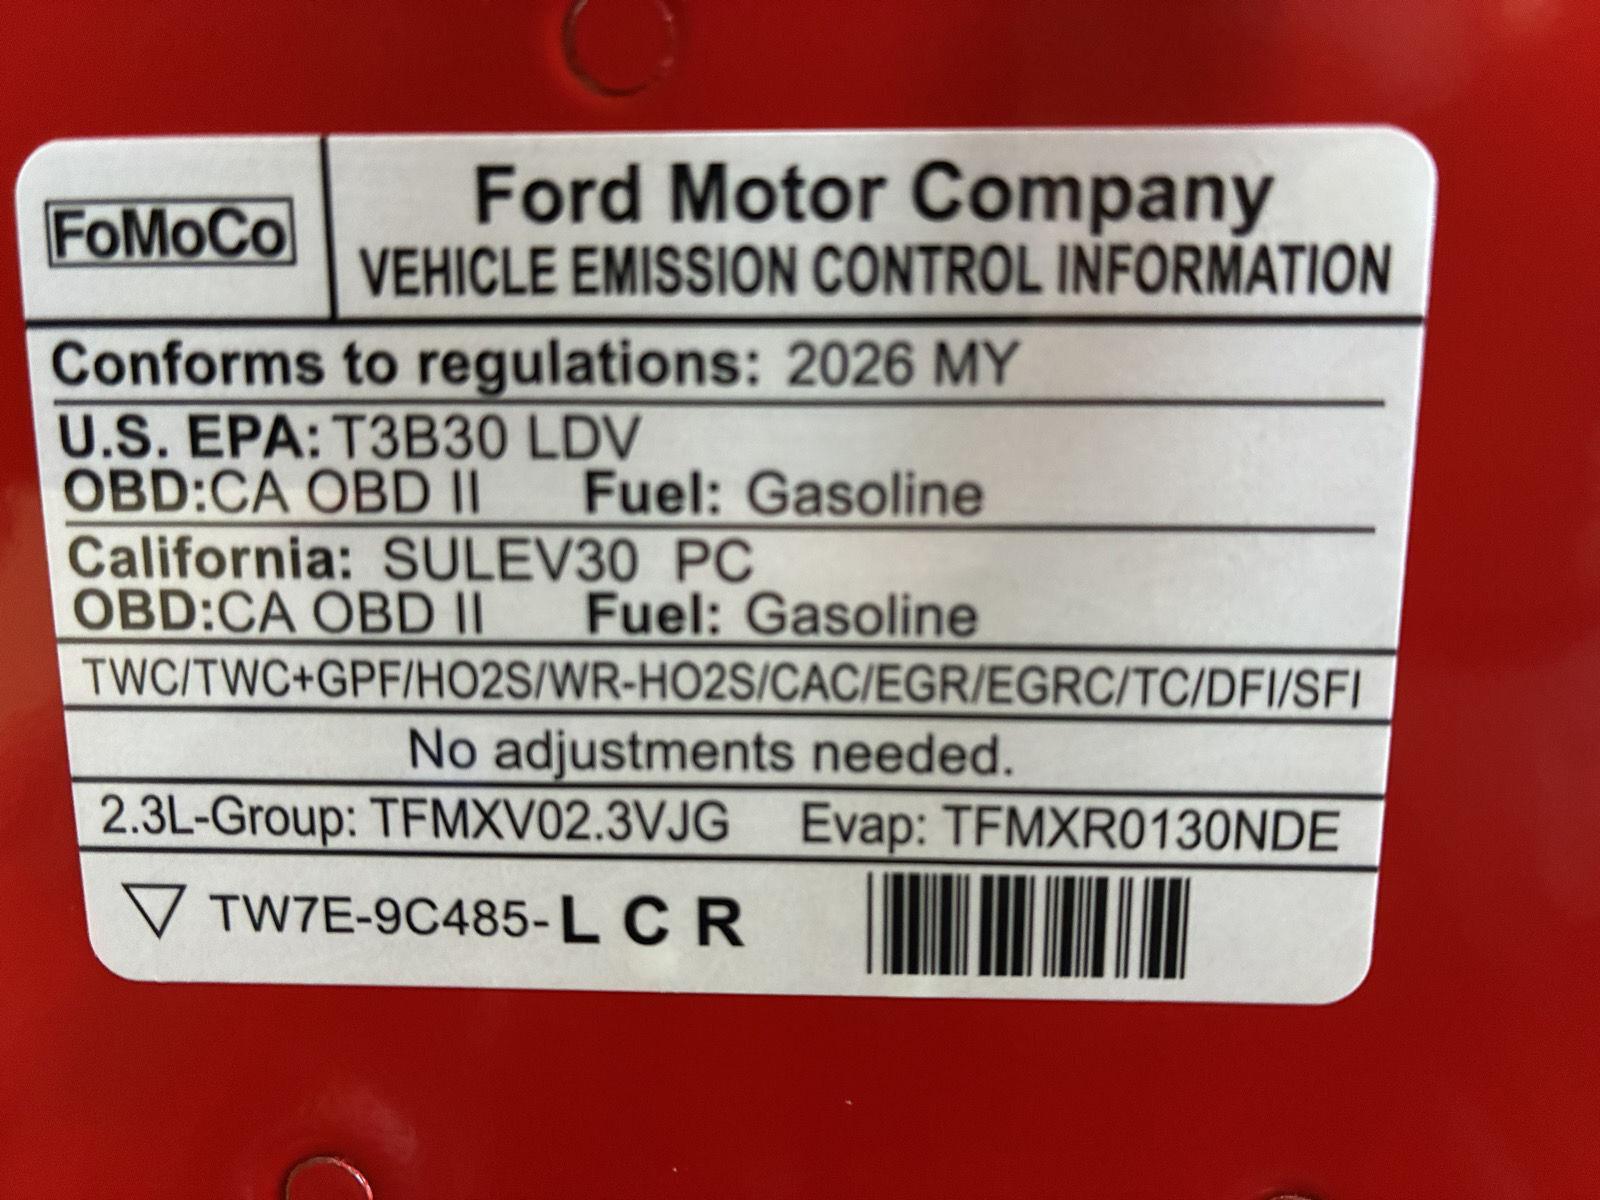 FoMoCo
Ford Motor Company
VEHICLE EMISSION CONTROL INFORMATION
Conforms to regulations: 2026 MY
U.S. EPA: T3B30 LDV
OBD:CA OBD II Fuel: Gasoline
California: SULEV30 PC
OBD:CA OBD II Fuel: Gasoline
TWC/TWC+GPF/HO2S/WR-HO2S/CAC/EGR/EGRC/TC/DFI/SFI
No adjustments needed.
2.3L-Group: TFMXV02.3VJG Evap: TFMXR0130NDE
TW7E-9C485-L C R